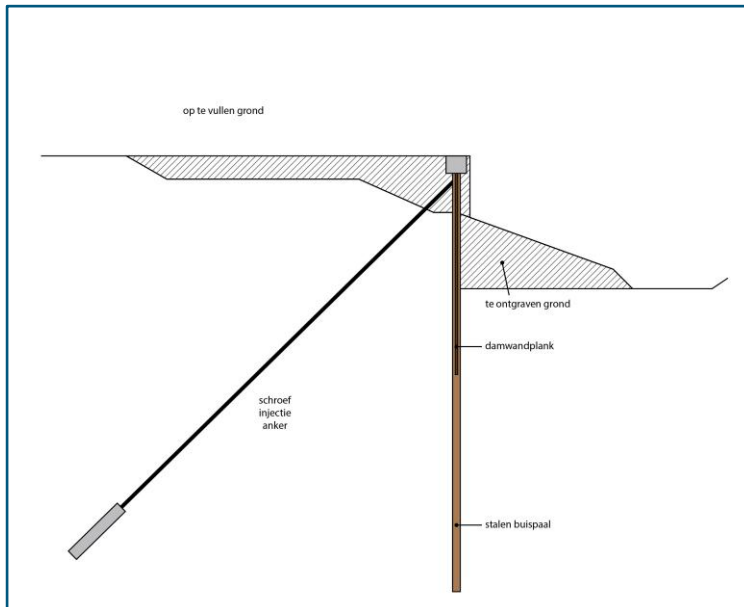 op te vullen grond
te ontgraven grond
damwandplank
schroef
injectie
anker
stalen buispaal